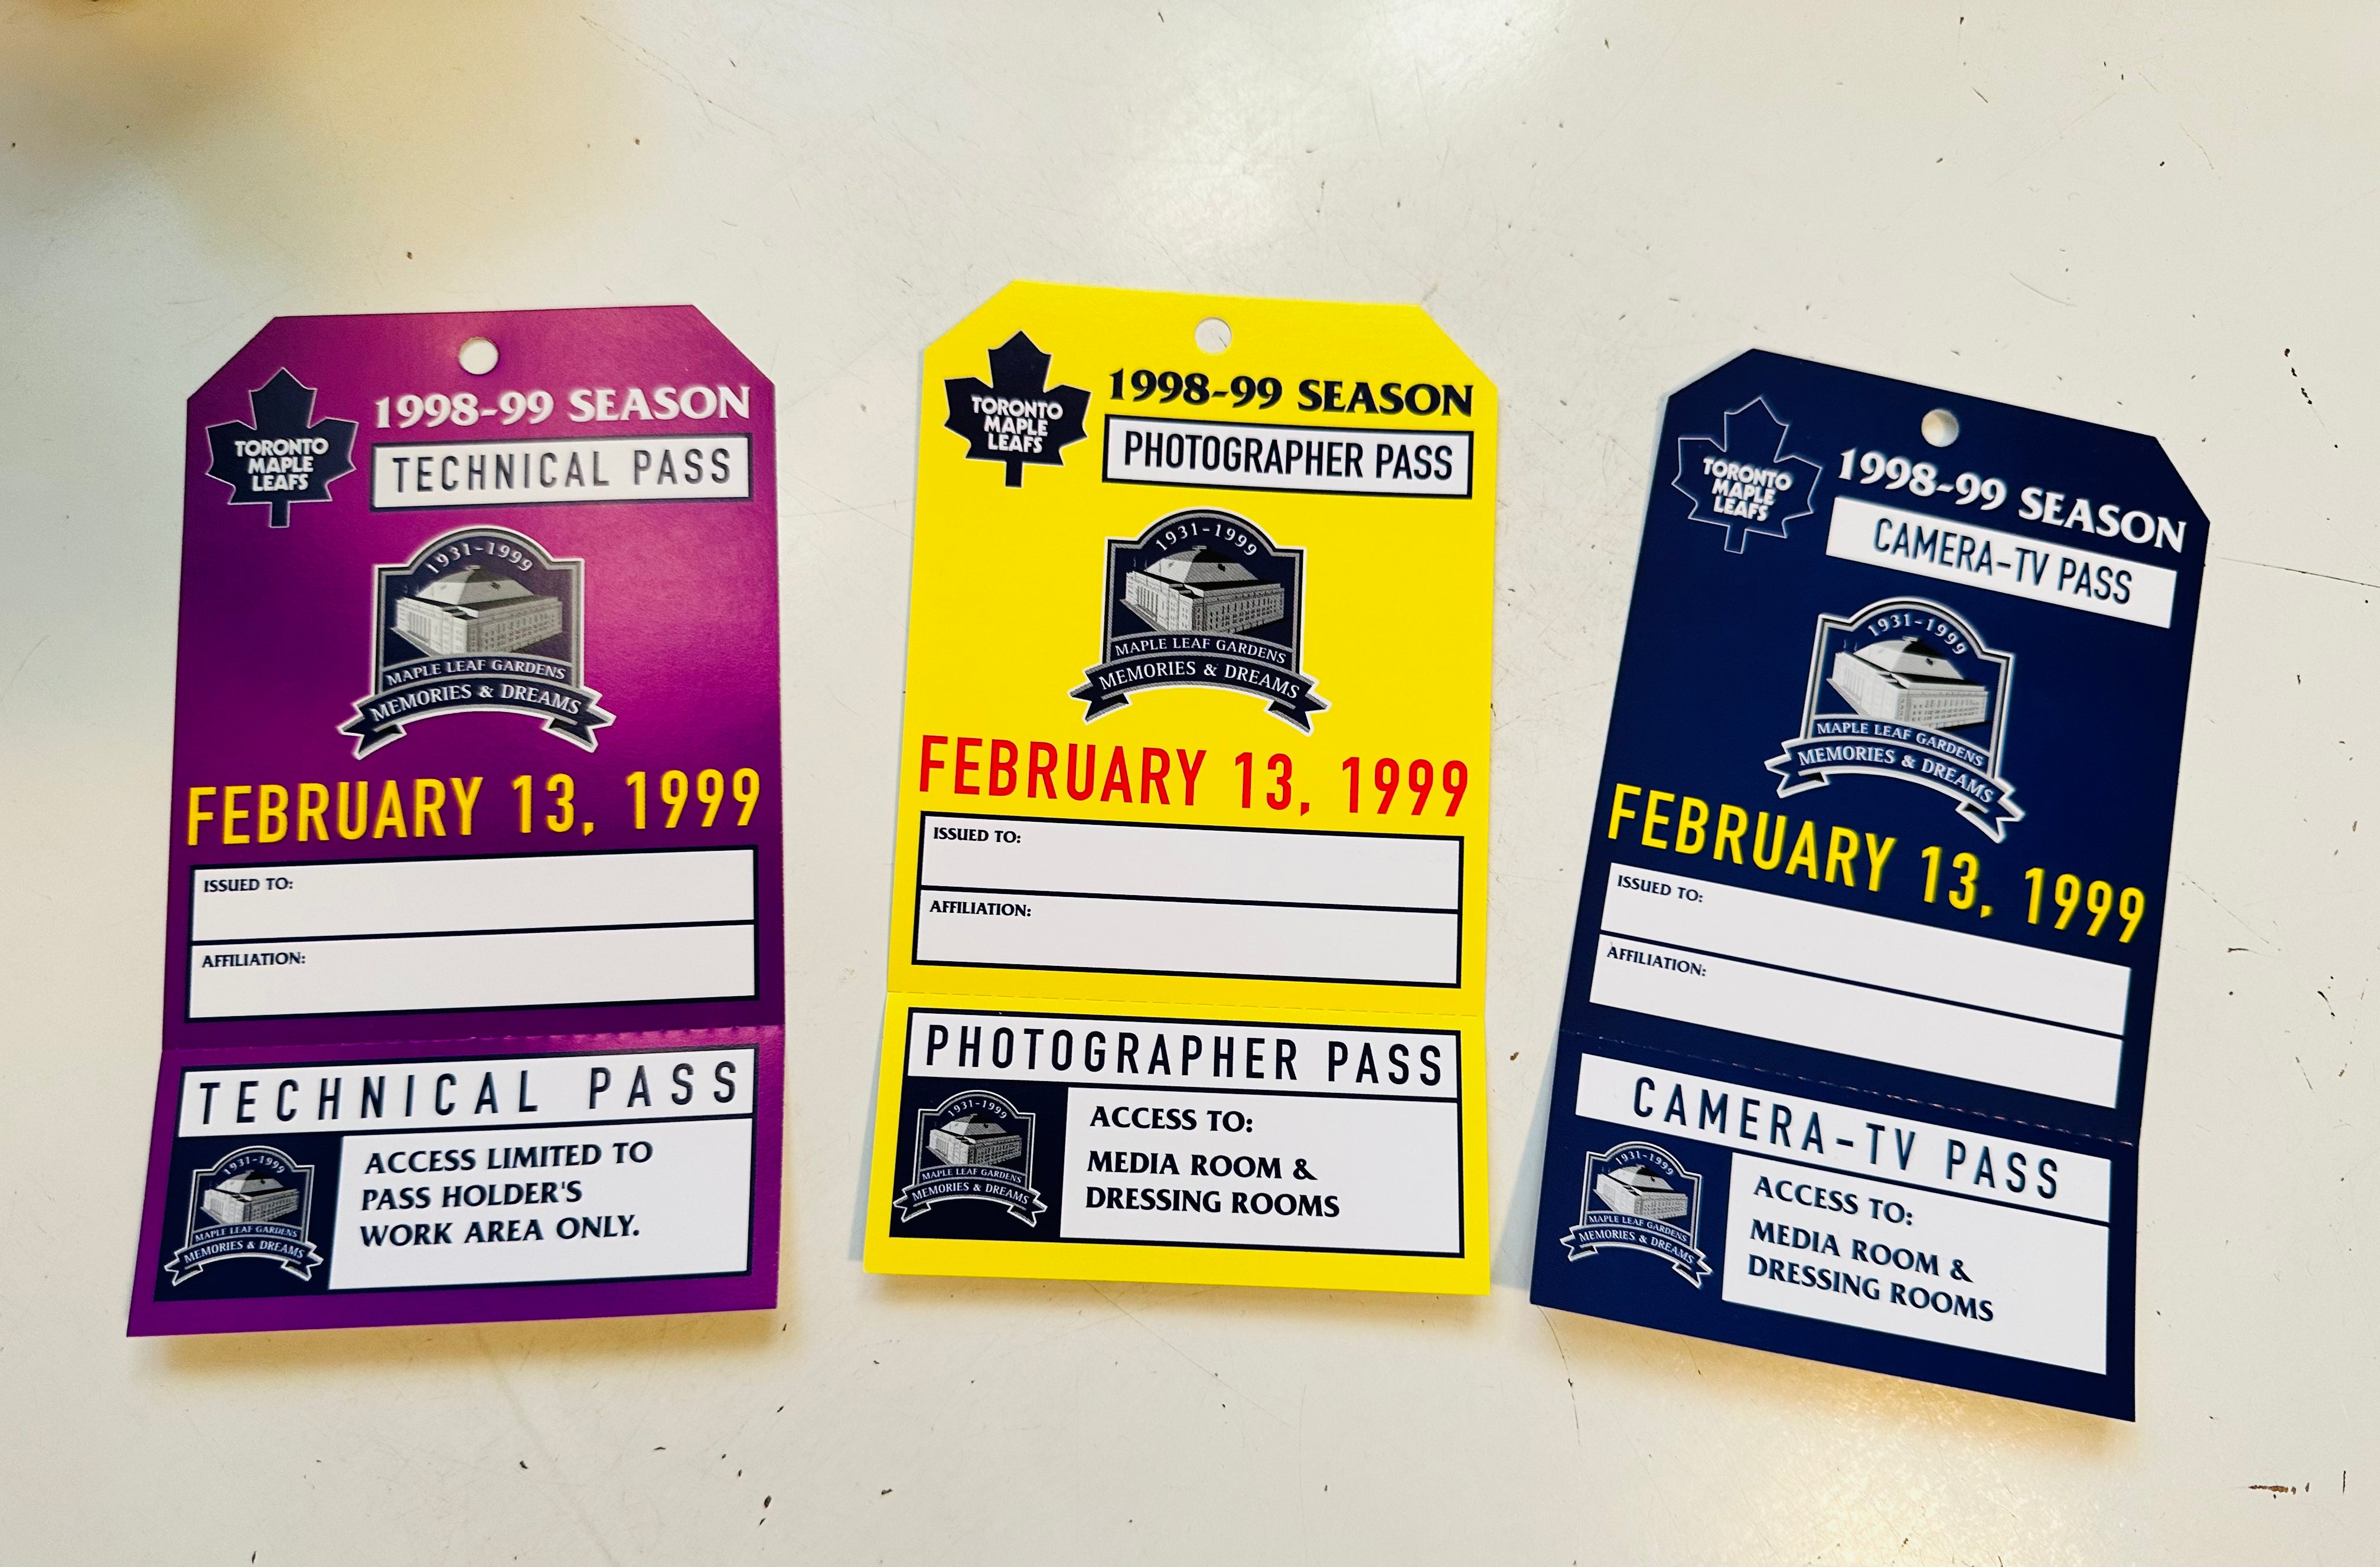 TORONTO
MAPLE
LEAFS
1998-99 SEASON
TECHNICAL PASS
1931-1999
MAPLE LEAF GARDENS
MEMORIES & DREAMS
FEBRUARY 13, 1999
ISSUED TO:
AFFILIATION:
TECHNICAL PASS
1931-1999
MAPLE LEAF GARDENS
MEMORIES & DREAMS
ACCESS LIMITED TO
PASS HOLDER'S
WORK AREA ONLY.
TORONTO
MAPLE
LEAFS
1998-99 SEASON
PHOTOGRAPHER PASS
1931-1999
MAPLE LEAF GARDENS
MEMORIES & DREAMS
FEBRUARY 13, 1999
ISSUED TO:
AFFILIATION:
PHOTOGRAPHER PASS
1931-1999
MAPLE LEAF GARDENS
MEMORIES & DREAMS
ACCESS TO:
MEDIA ROOM &
DRESSING ROOMS
TORONTO
MAPLE
LEAFS
1998-99 SEASON
CAMERA-TV PASS
1931-1999
MAPLE LEAF GARDENS
MEMORIES & DREAMS
FEBRUARY 13, 1999
ISSUED TO:
AFFILIATION:
CAMERA-TV PASS
1931-1999
MAPLE LEAF GARDENS
MEMORIES & DREAMS
ACCESS TO:
MEDIA ROOM &
DRESSING ROOMS